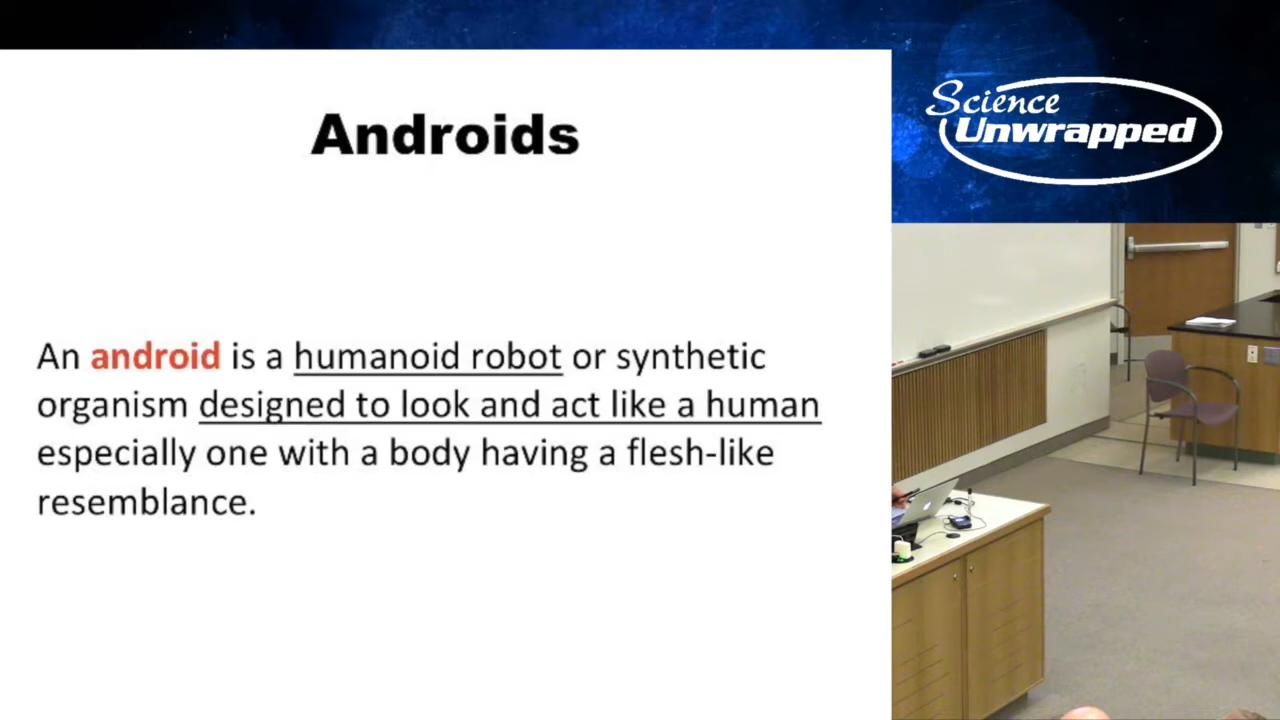 Androids
An android is a humanoid robot or synthetic
organism designed to look and act like a human
especially one with a body having a flesh-like
resemblance.
Science
Unwrapped